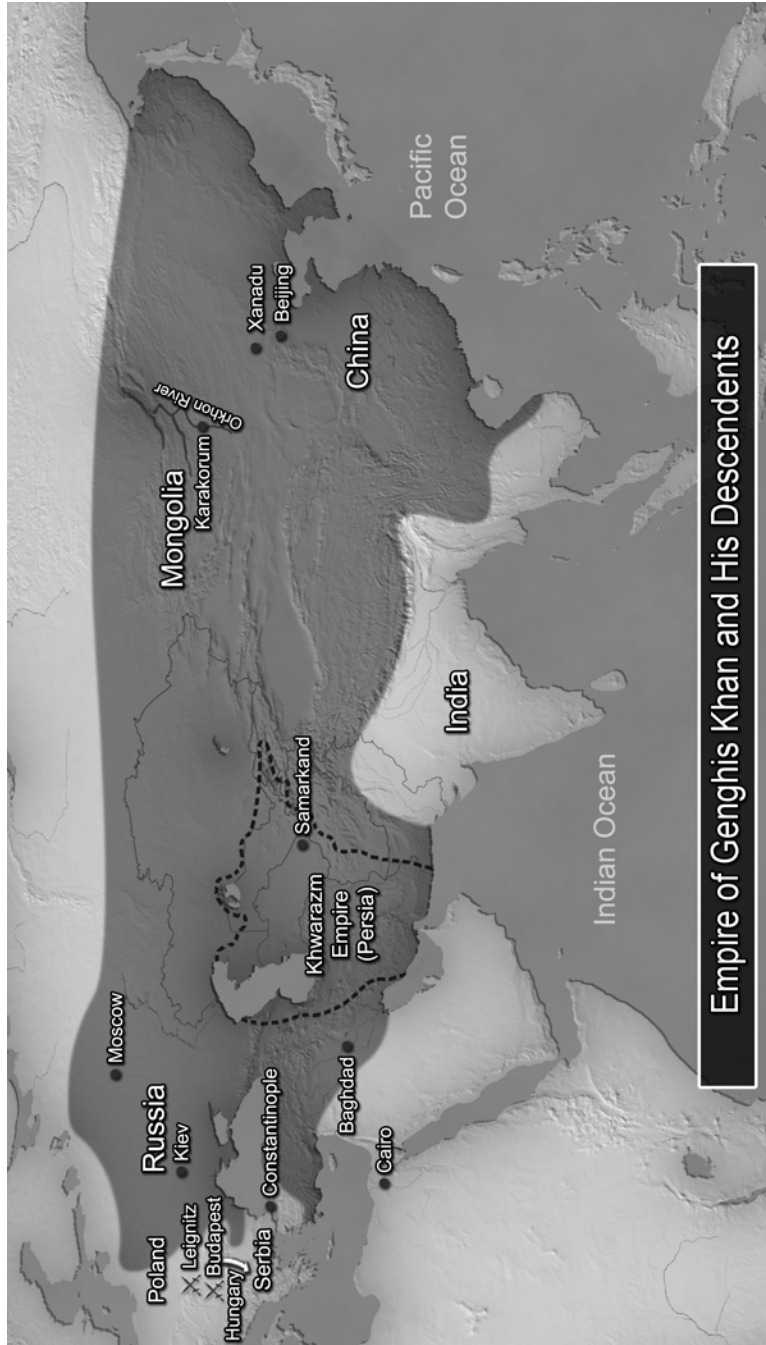 Poland
Leignitz
Budapest
Hungary
Serbia
Russia
Kiev
Moscow
Constantinople
Cairo
Baghdad
Khwarazm
Empire
(Persia)
Samarkand
India
Mongolia
Karakorum
Orkhon River
Xanadu
Beijing
China
Pacific
Ocean
Indian Ocean
Empire of Genghis Khan and His Descendents